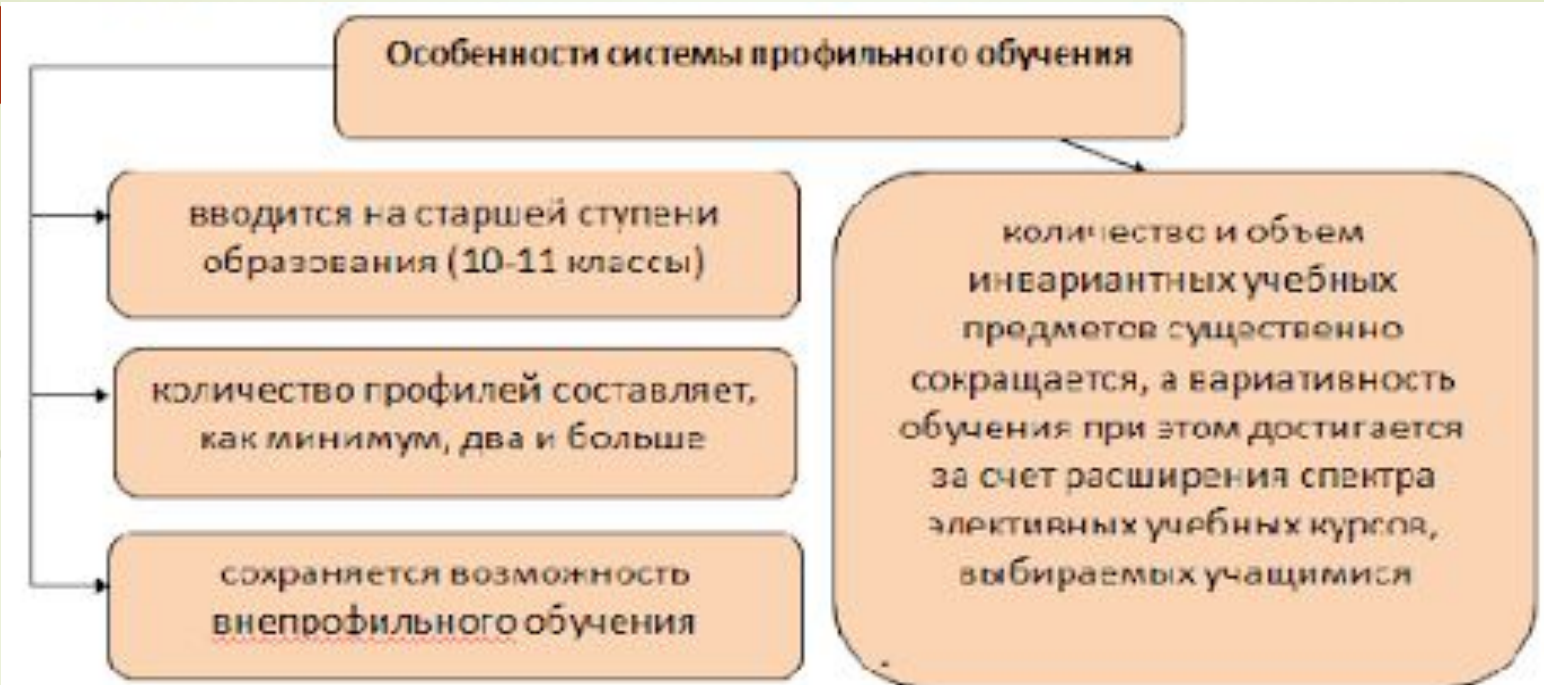 Особенности системы профильного обучения
вводится на старшей ступени
образования (10-11 классы)
количество профилей составляет,
как минимум, два и больше
сохраняется возможность
внепрофильного обучения
количество и объем
инвариантных учебных
предметов существенно
сокращается, а вариативность
обучения при этом достигается
за счет расширения спектра
элективных учебных курсов,
выбираемых учащимися